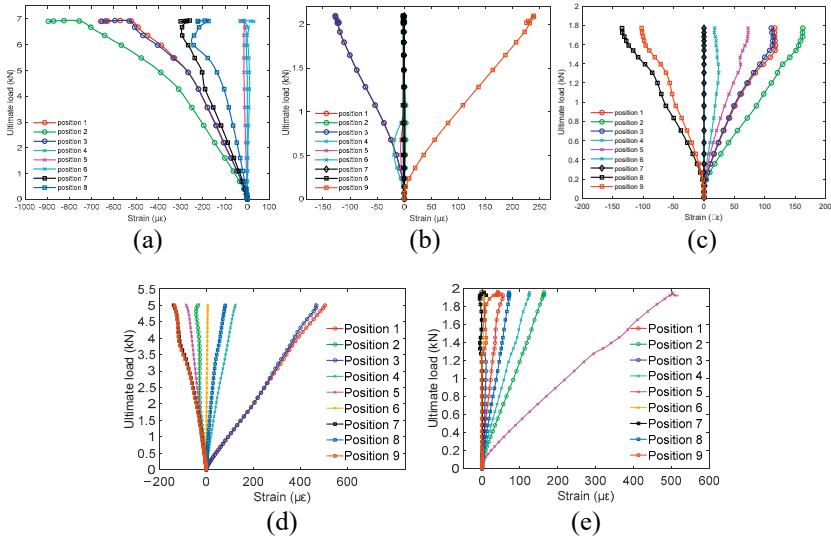 7
6
5
4
3
2
1
0
Ultimate load (kN)
position 1
position 2
position 3
position 4
position 5
position 6
position 7
position 8
-1000 -900 -800 -700 -600 -500 -400 -300 -200 -100 0 100
Strain (με)
(a)
2
1.5
1
0.5
0
Ultimate load (kN)
position 1
position 2
position 3
position 4
position 5
position 6
position 7
position 8
position 9
-150 -100 -50 0 50 100 150 200 250
Strain (με)
(b)
2
1.8
1.6
1.4
1.2
1
0.8
0.6
0.4
0.2
0
Ultimate load (kN)
position 1
position 2
position 3
position 4
position 5
position 6
position 7
position 8
position 9
-200 -150 -100 -50 0 50 100 150 200
Strain (□ε)
(c)
5.5
5
4.5
4
3.5
3
2.5
2
1.5
1
0.5
0
Ultimate load (kN)
Position 1
Position 2
Position 3
Position 4
Position 5
Position 6
Position 7
Position 8
Position 9
−200 0 200 400 600
Strain (με)
(d)
2
1.8
1.6
1.4
1.2
1
0.8
0.6
0.4
0.2
0
Ultimate load (kN)
Position 1
Position 2
Position 3
Position 4
Position 5
Position 6
Position 7
Position 8
Position 9
0 100 200 300 400 500 600
Strain (με)
(e)